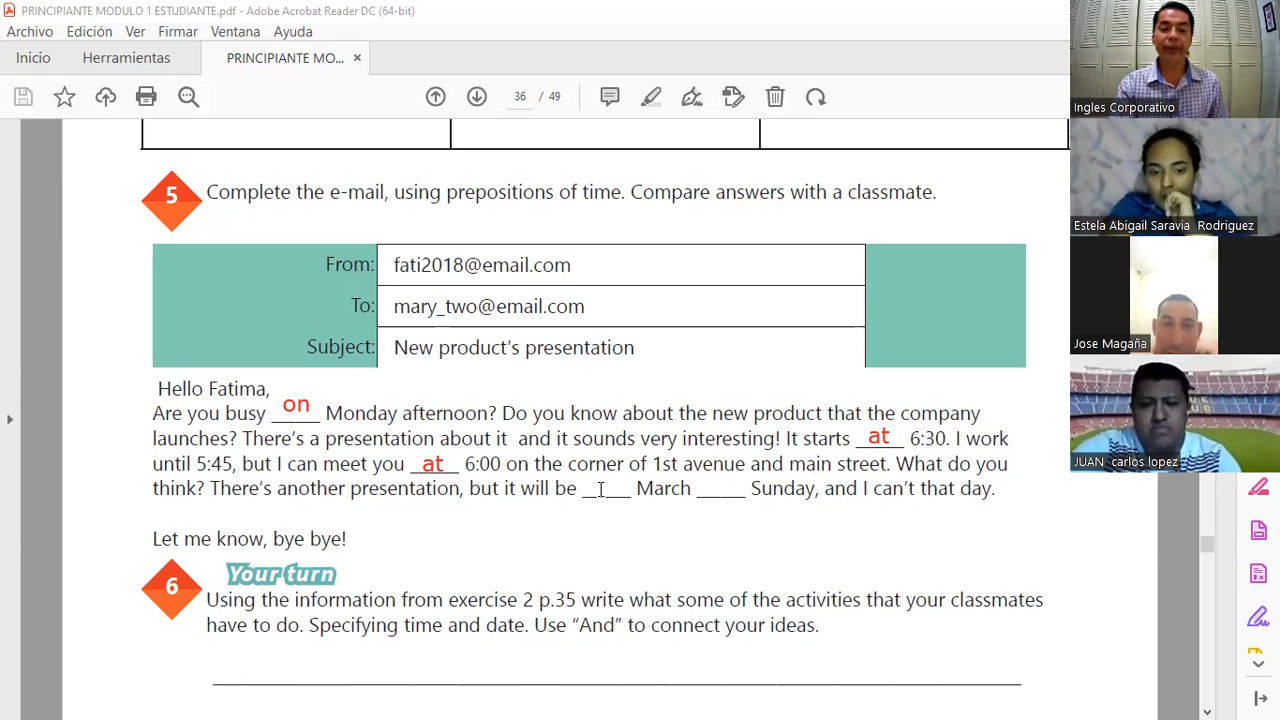 PRINCIPIANTE MODULO 1 ESTUDIANTE.pdf - Adobe Acrobat Reader DC (64-bit)
Archivo Edición Ver Firmar Ventana Ayuda
Inicio Herramientas PRINCIPIANTE MO... ×
36 / 49
5 Complete the e-mail, using prepositions of time. Compare answers with a classmate.
From: fati2018@email.com
To: mary_two@email.com
Subject: New product's presentation
Hello Fatima,
Are you busy on Monday afternoon? Do you know about the new product that the company
launches? There's a presentation about it and it sounds very interesting! It starts at 6:30. I work
until 5:45, but I can meet you at 6:00 on the corner of 1st avenue and main street. What do you
think? There's another presentation, but it will be _____ March _____ Sunday, and I can't that day.
Let me know, bye bye!
6 Your turn
Using the information from exercise 2 p.35 write what some of the activities that your classmates
have to do. Specifying time and date. Use “And” to connect your ideas.
Ingles Corporativo
Estela Abigail Saravia Rodriguez
Jose Magaña
JUAN carlos lopez